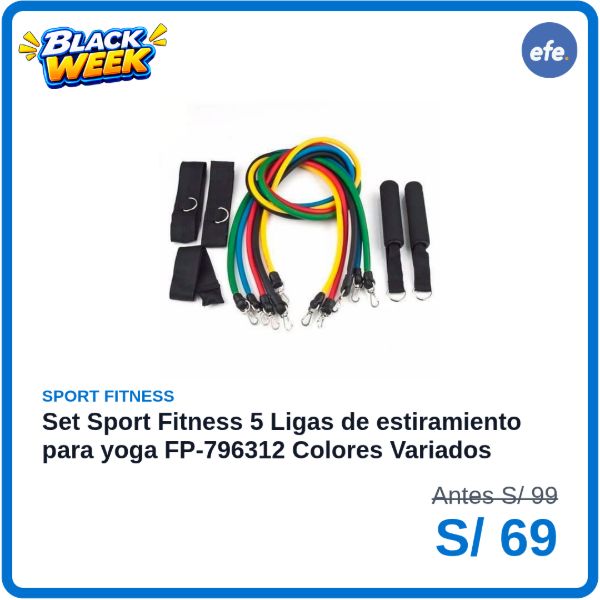 BLACK
WEEK
efe.
SPORT FITNESS
Set Sport Fitness 5 Ligas de estiramiento
para yoga FP-796312 Colores Variados
Antes S/ 99
S/ 69